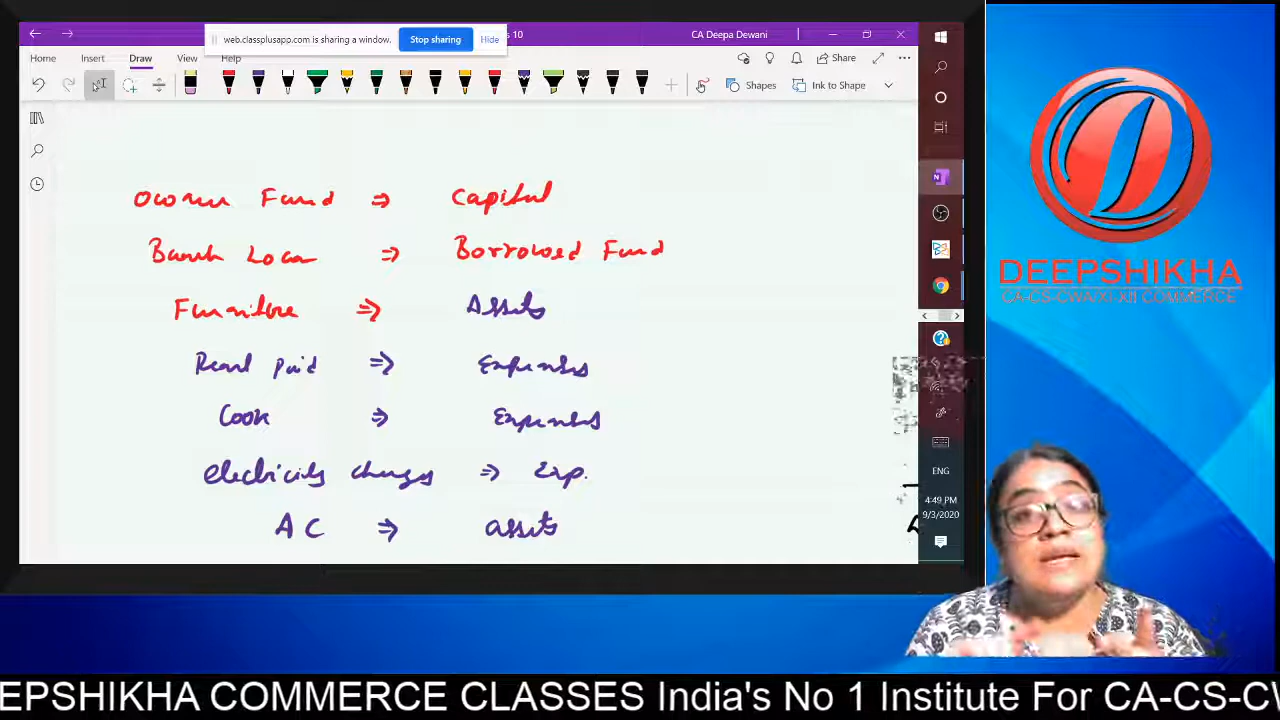 web.classplusapp.com is sharing a window.
Stop sharing
Hide
s 10
CA Deepa Dewani
Home
Insert
Draw
View
Help
Share
Shapes
Ink to Shape
Owner Fund ⇒ Capital
Bank Loan ⇒ Borrowed Fund
Furniture ⇒ Assets
Rent paid ⇒ Expenses
Cook ⇒ Expenses
electricity charges ⇒ Exp.
AC ⇒ assets
ENG
4:49 PM
9/3/2020
DEEPSHIKHA
CA-CS-CWA/XI-XII COMMERCE
EEPSHIKHA COMMERCE CLASSES India's No 1 Institute For CA-CS-CW